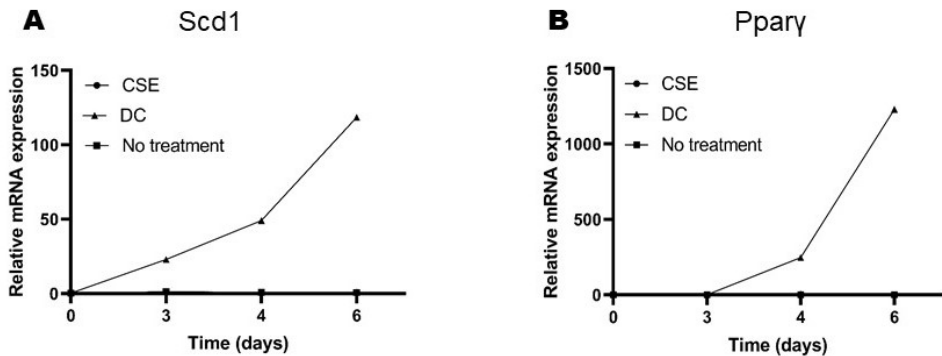 A
Scd1
Relative mRNA expression
150
100
50
0
CSE
DC
No treatment
0 3 4 6
Time (days)
B
Pparγ
Relative mRNA expression
1500
1000
500
0
CSE
DC
No treatment
0 3 4 6
Time (days)